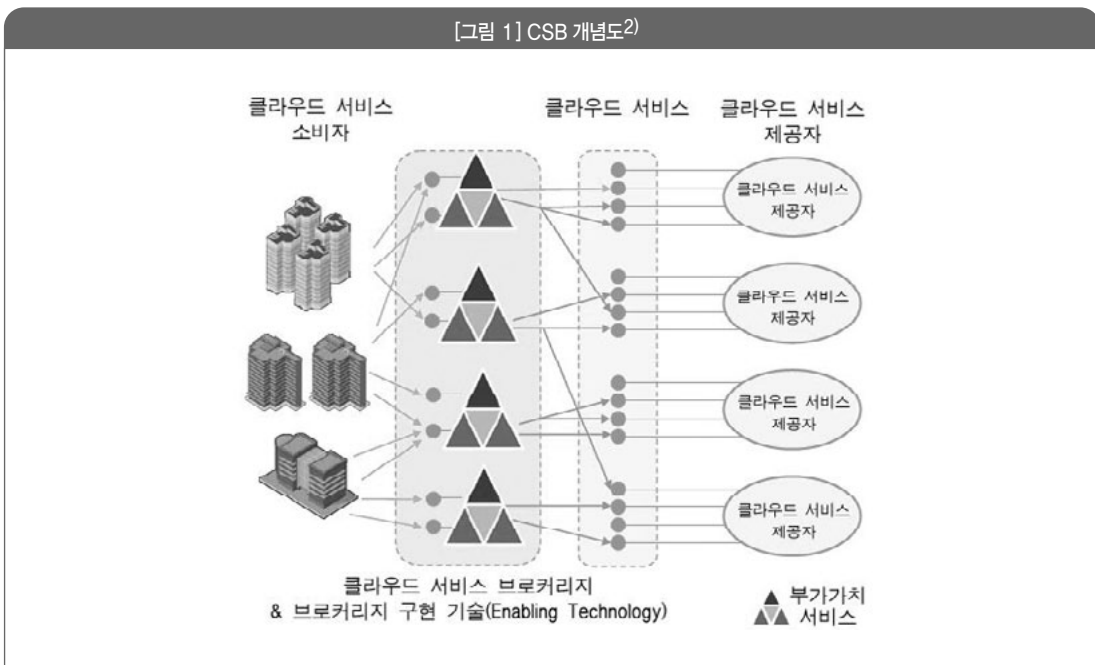 [그림 1] CSB 개념도2)
클라우드 서비스
소비자
클라우드 서비스
클라우드 서비스
제공자
클라우드 서비스
제공자
클라우드 서비스
제공자
클라우드 서비스
제공자
클라우드 서비스
제공자
클라우드 서비스 브로커리지
& 브로커리지 구현 기술(Enabling Technology)
부가가치
서비스